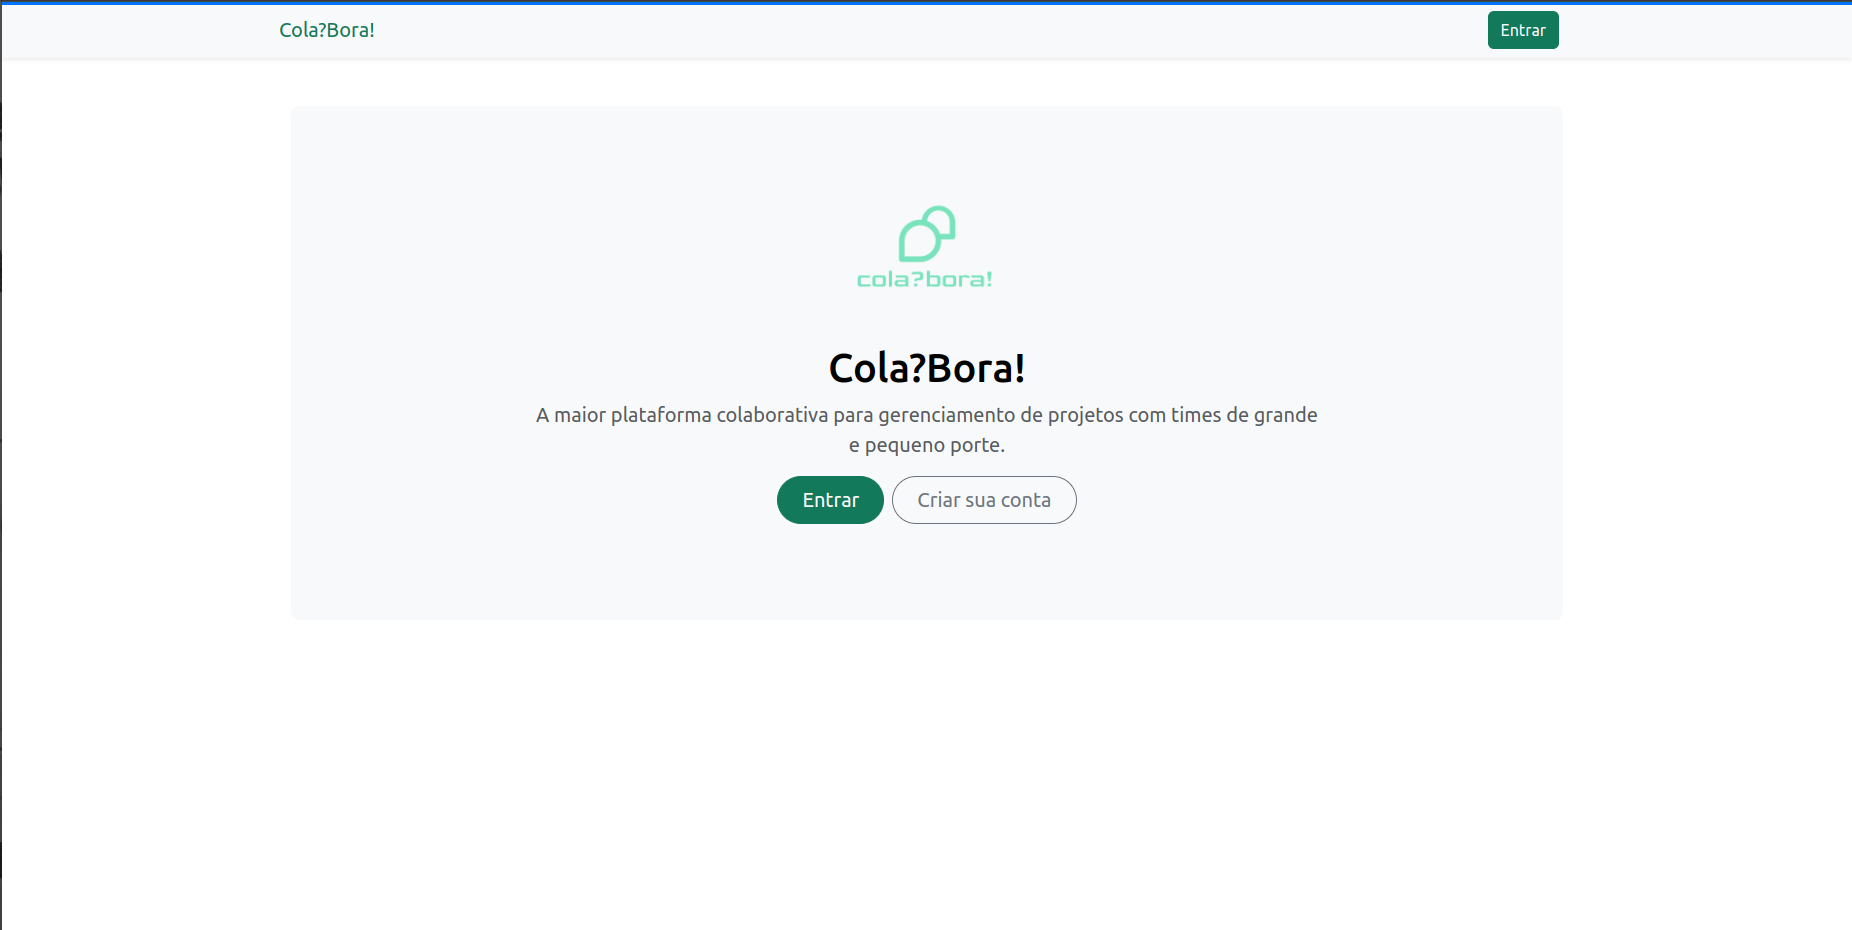 Cola?Bora!
Entrar
cola?bora!
Cola?Bora!
A maior plataforma colaborativa para gerenciamento de projetos com times de grande
e pequeno porte.
Entrar
Criar sua conta